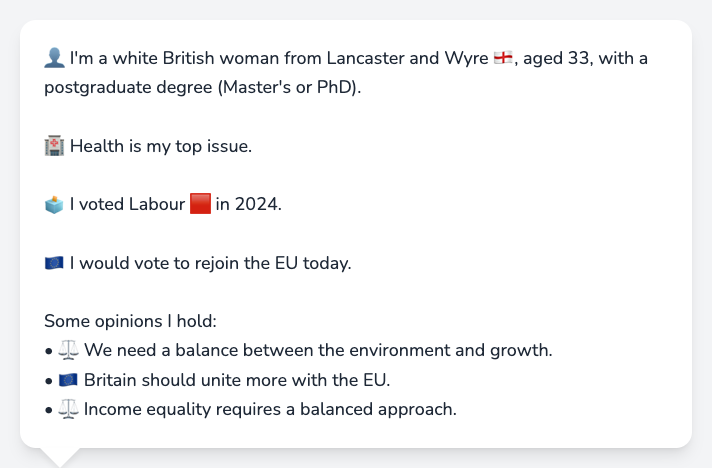 👤 I'm a white British woman from Lancaster and Wyre 🏴󠁧󠁢󠁥󠁮󠁧󠁿, aged 33, with a
postgraduate degree (Master's or PhD).
🏥 Health is my top issue.
🗳️ I voted Labour 🟥 in 2024.
🇪🇺 I would vote to rejoin the EU today.
Some opinions I hold:
• ⚖️ We need a balance between the environment and growth.
• 🇪🇺 Britain should unite more with the EU.
• ⚖️ Income equality requires a balanced approach.